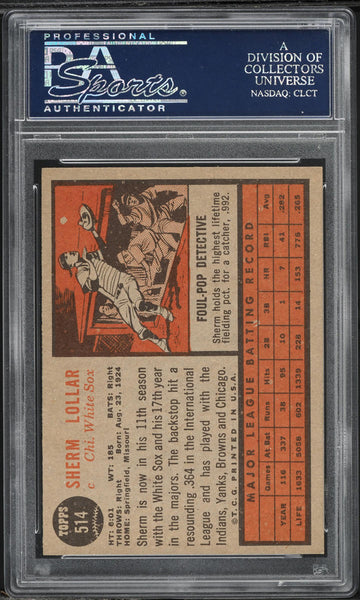 PROFESSIONAL
PSA
Sports
AUTHENTICATOR
A
DIVISION OF
COLLECTORS
UNIVERSE
NASDAQ: CLCT
TOPPS
514
SHERM LOLLAR
c Chi. White Sox
HT: 6:01 WT: 185 BATS: Right
THROWS: Right Born: Aug. 23, 1924
HOME: Springfield, Missouri
Sherm is now in his 11th season
with the White Sox and his 17th year
in the majors. The backstop hit a
resounding .364 in the International
League and has played with the
Indians, Yanks, Browns and Chicago.
©T.C.G. PRINTED IN U.S.A.
FOUL-POP DETECTIVE
Sherm holds the highest lifetime
fielding pct. for a catcher, .992.
MAJOR LEAGUE BATTING RECORD
Games At Bat Runs Hits 2B 3B HR RBI Avg.
YEAR 116 337 38 95 10 1 7 41 .282
LIFE 1633 5058 609 1339 228 14 153 776 .265